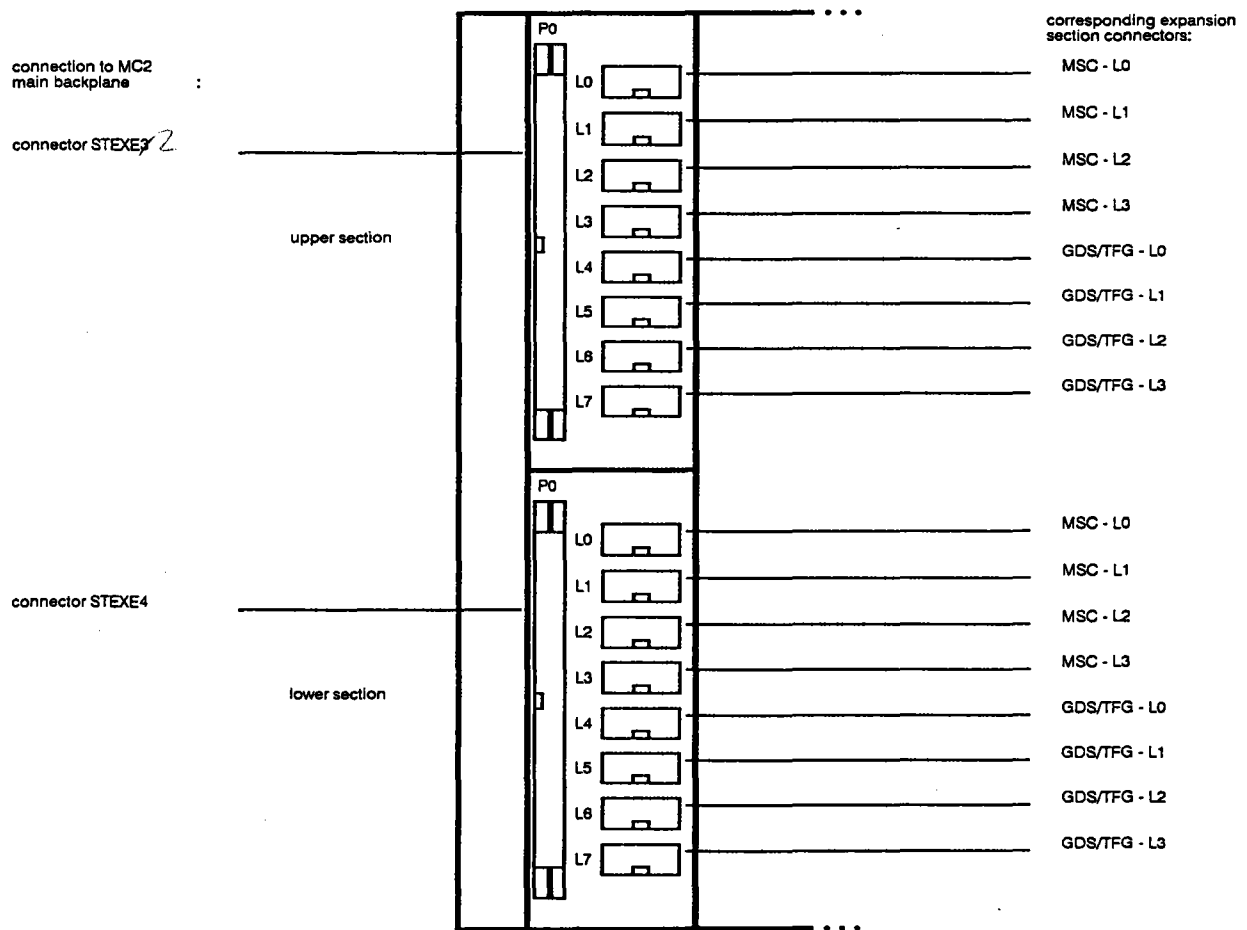 corresponding expansion
section connectors:
connection to MC2
main backplane :
connector STEXE3 2
upper section
P0
L0 MSC - L0
L1 MSC - L1
L2 MSC - L2
L3 MSC - L3
L4 GDS/TFG - L0
L5 GDS/TFG - L1
L6 GDS/TFG - L2
L7 GDS/TFG - L3
connector STEXE4
lower section
P0
L0 MSC - L0
L1 MSC - L1
L2 MSC - L2
L3 MSC - L3
L4 GDS/TFG - L0
L5 GDS/TFG - L1
L6 GDS/TFG - L2
L7 GDS/TFG - L3